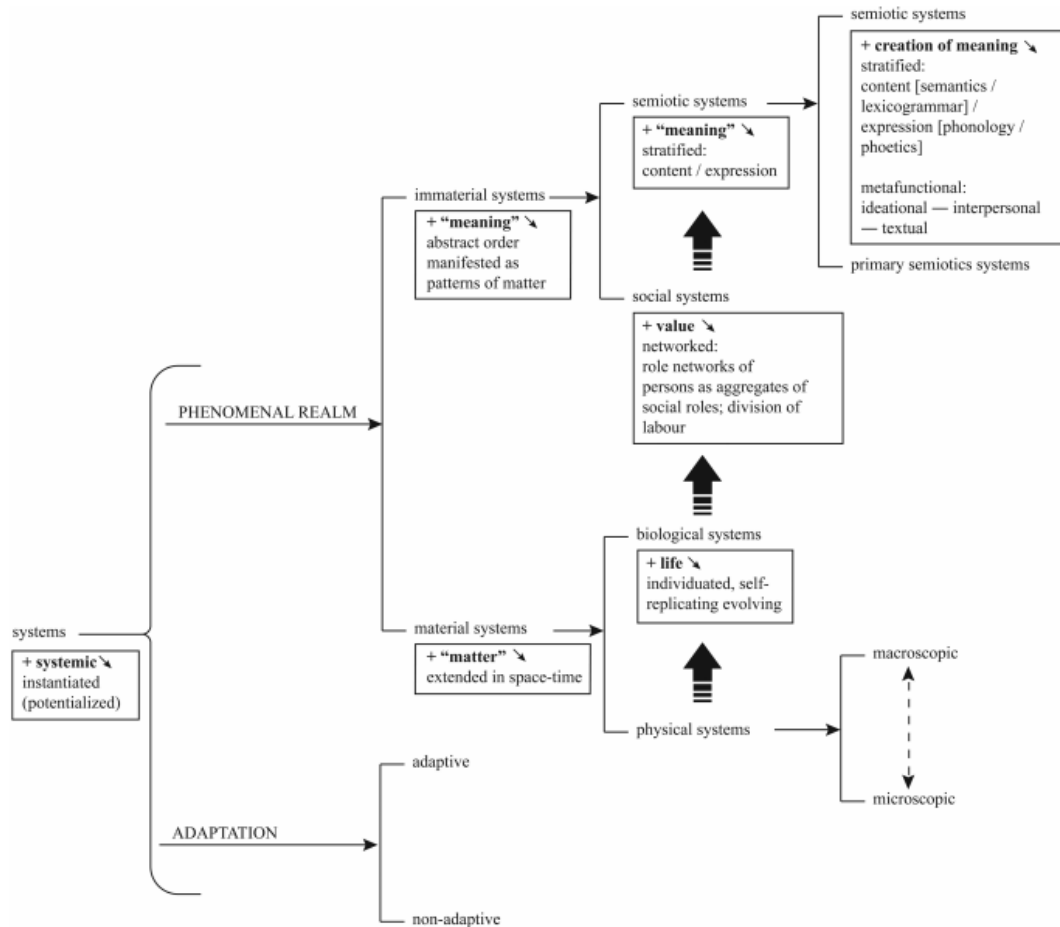 semiotic systems
+ creation of meaning ↘
stratified:
content [semantics /
lexicogrammar] /
expression [phonology /
phoetics]
metafunctional:
ideational — interpersonal
— textual
primary semiotics systems
semiotic systems
+ “meaning” ↘
stratified:
content / expression
immaterial systems
+ “meaning” ↘
abstract order
manifested as
patterns of matter
social systems
+ value ↘
networked:
role networks of
persons as aggregates of
social roles; division of
labour
PHENOMENAL REALM
biological systems
+ life ↘
individuated, self-
replicating evolving
systems
+ systemic↘
instantiated
(potentialized)
material systems
+ “matter” ↘
extended in space-time
physical systems
macroscopic
microscopic
adaptive
ADAPTATION
non-adaptive